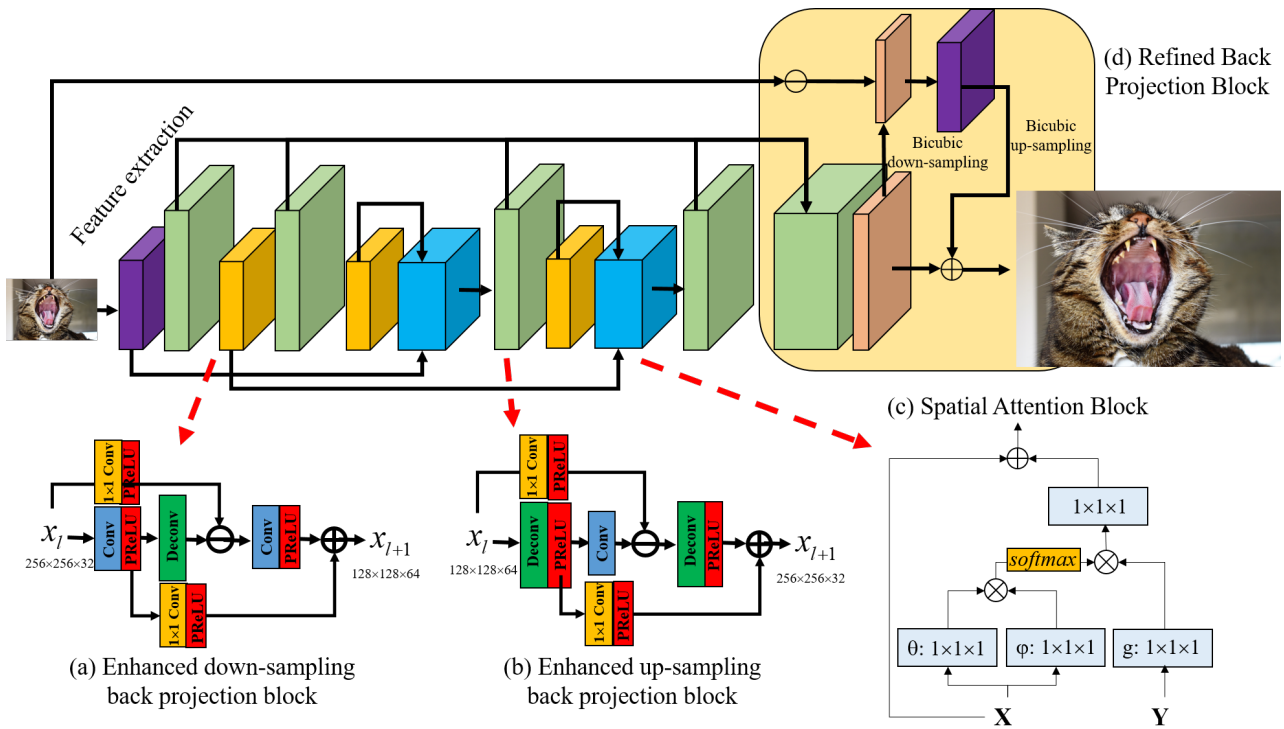 (d) Refined Back
Projection Block
Feature extraction
Bicubic
down-sampling
Bicubic
up-sampling
(c) Spatial Attention Block
1×1 Conv
PReLU
x_l
256×256×32
Conv
PReLU
Deconv
Conv
PReLU
x_{l+1}
128×128×64
1×1 Conv
PReLU
(a) Enhanced down-sampling
back projection block
1×1 Conv
PReLU
x_l
128×128×64
Deconv
PReLU
Conv
Deconv
PReLU
x_{l+1}
256×256×32
1×1 Conv
PReLU
(b) Enhanced up-sampling
back projection block
1×1×1
softmax
θ: 1×1×1
φ: 1×1×1
g: 1×1×1
X
Y